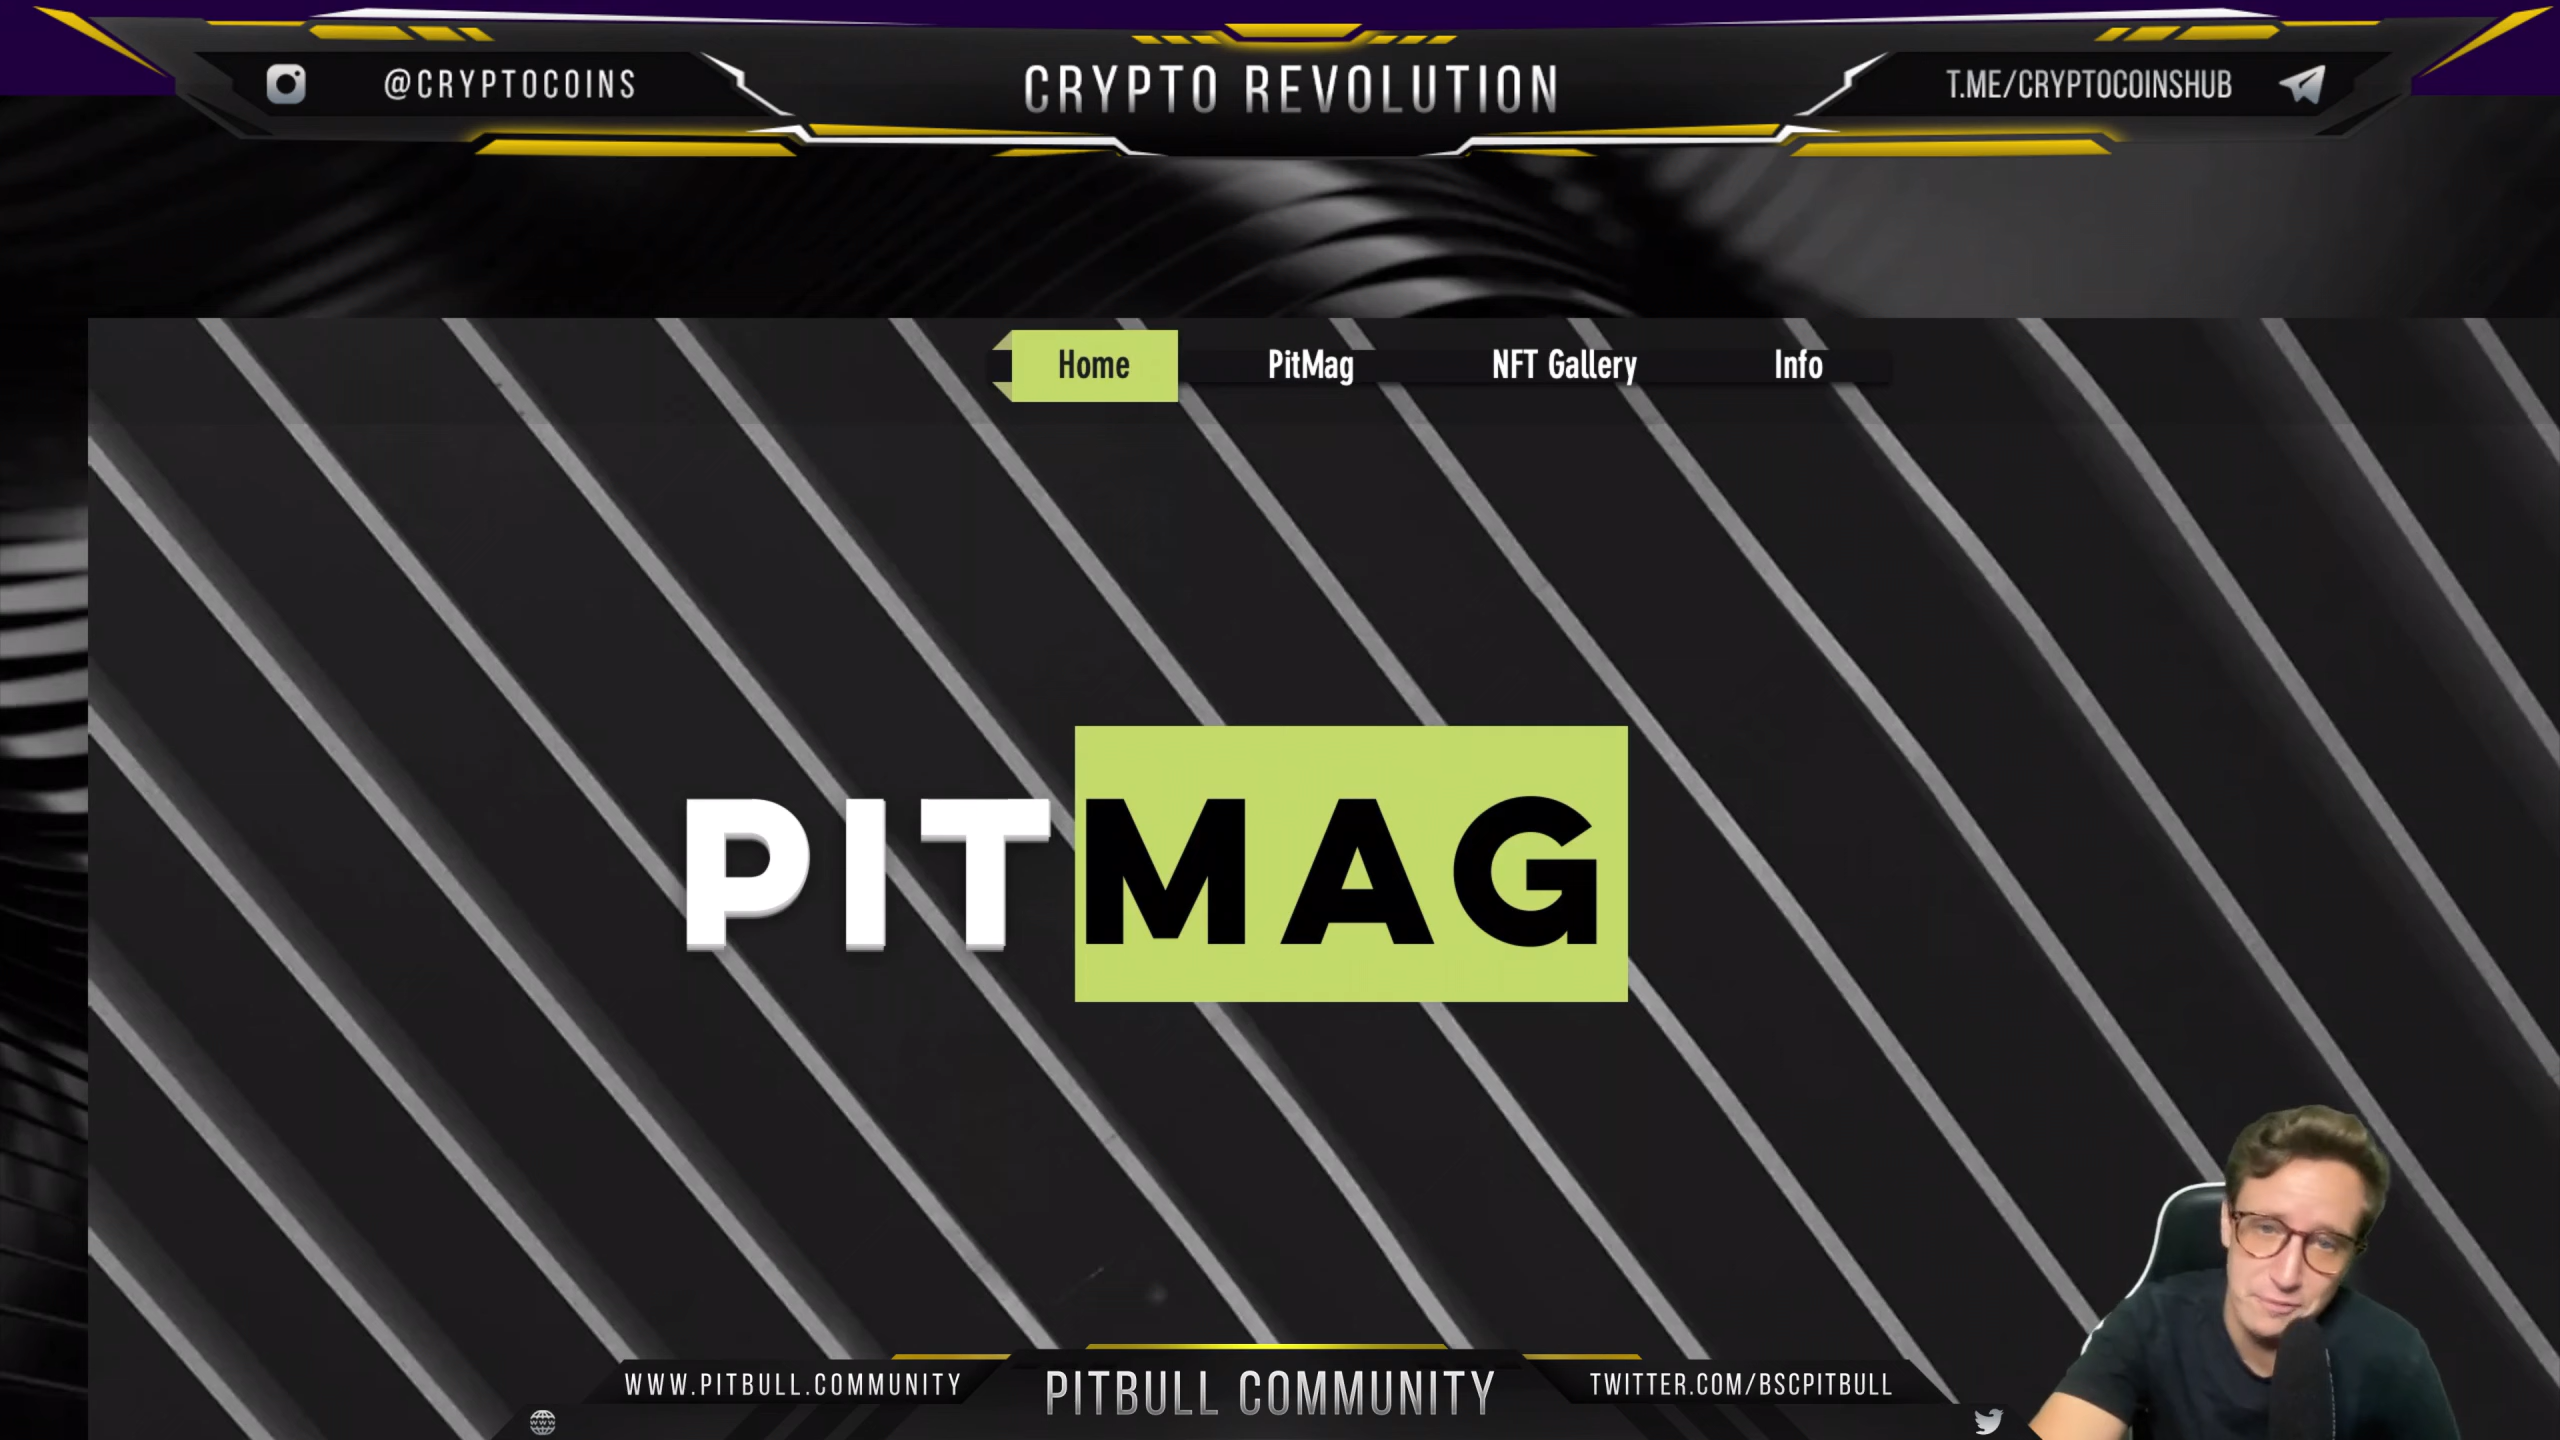 @CRYPTOCOINS
CRYPTO REVOLUTION
T.ME/CRYPTOCOINSHUB
Home
PitMag
NFT Gallery
Info
PITMAG
WWW.PITBULL.COMMUNITY
PITBULL COMMUNITY
TWITTER.COM/BSCPITBULL